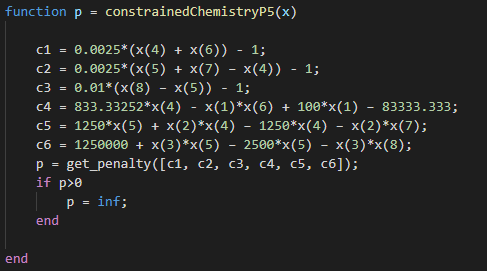 function p = constrainedChemistryP5(x)
c1 = 0.0025*(x(4) + x(6)) - 1;
c2 = 0.0025*(x(5) + x(7) – x(4)) - 1;
c3 = 0.01*(x(8) – x(5)) - 1;
c4 = 833.33252*x(4) - x(1)*x(6) + 100*x(1) – 83333.333;
c5 = 1250*x(5) + x(2)*x(4) – 1250*x(4) – x(2)*x(7);
c6 = 1250000 + x(3)*x(5) – 2500*x(5) – x(3)*x(8);
p = get_penalty([c1, c2, c3, c4, c5, c6]);
if p>0
p = inf;
end
end